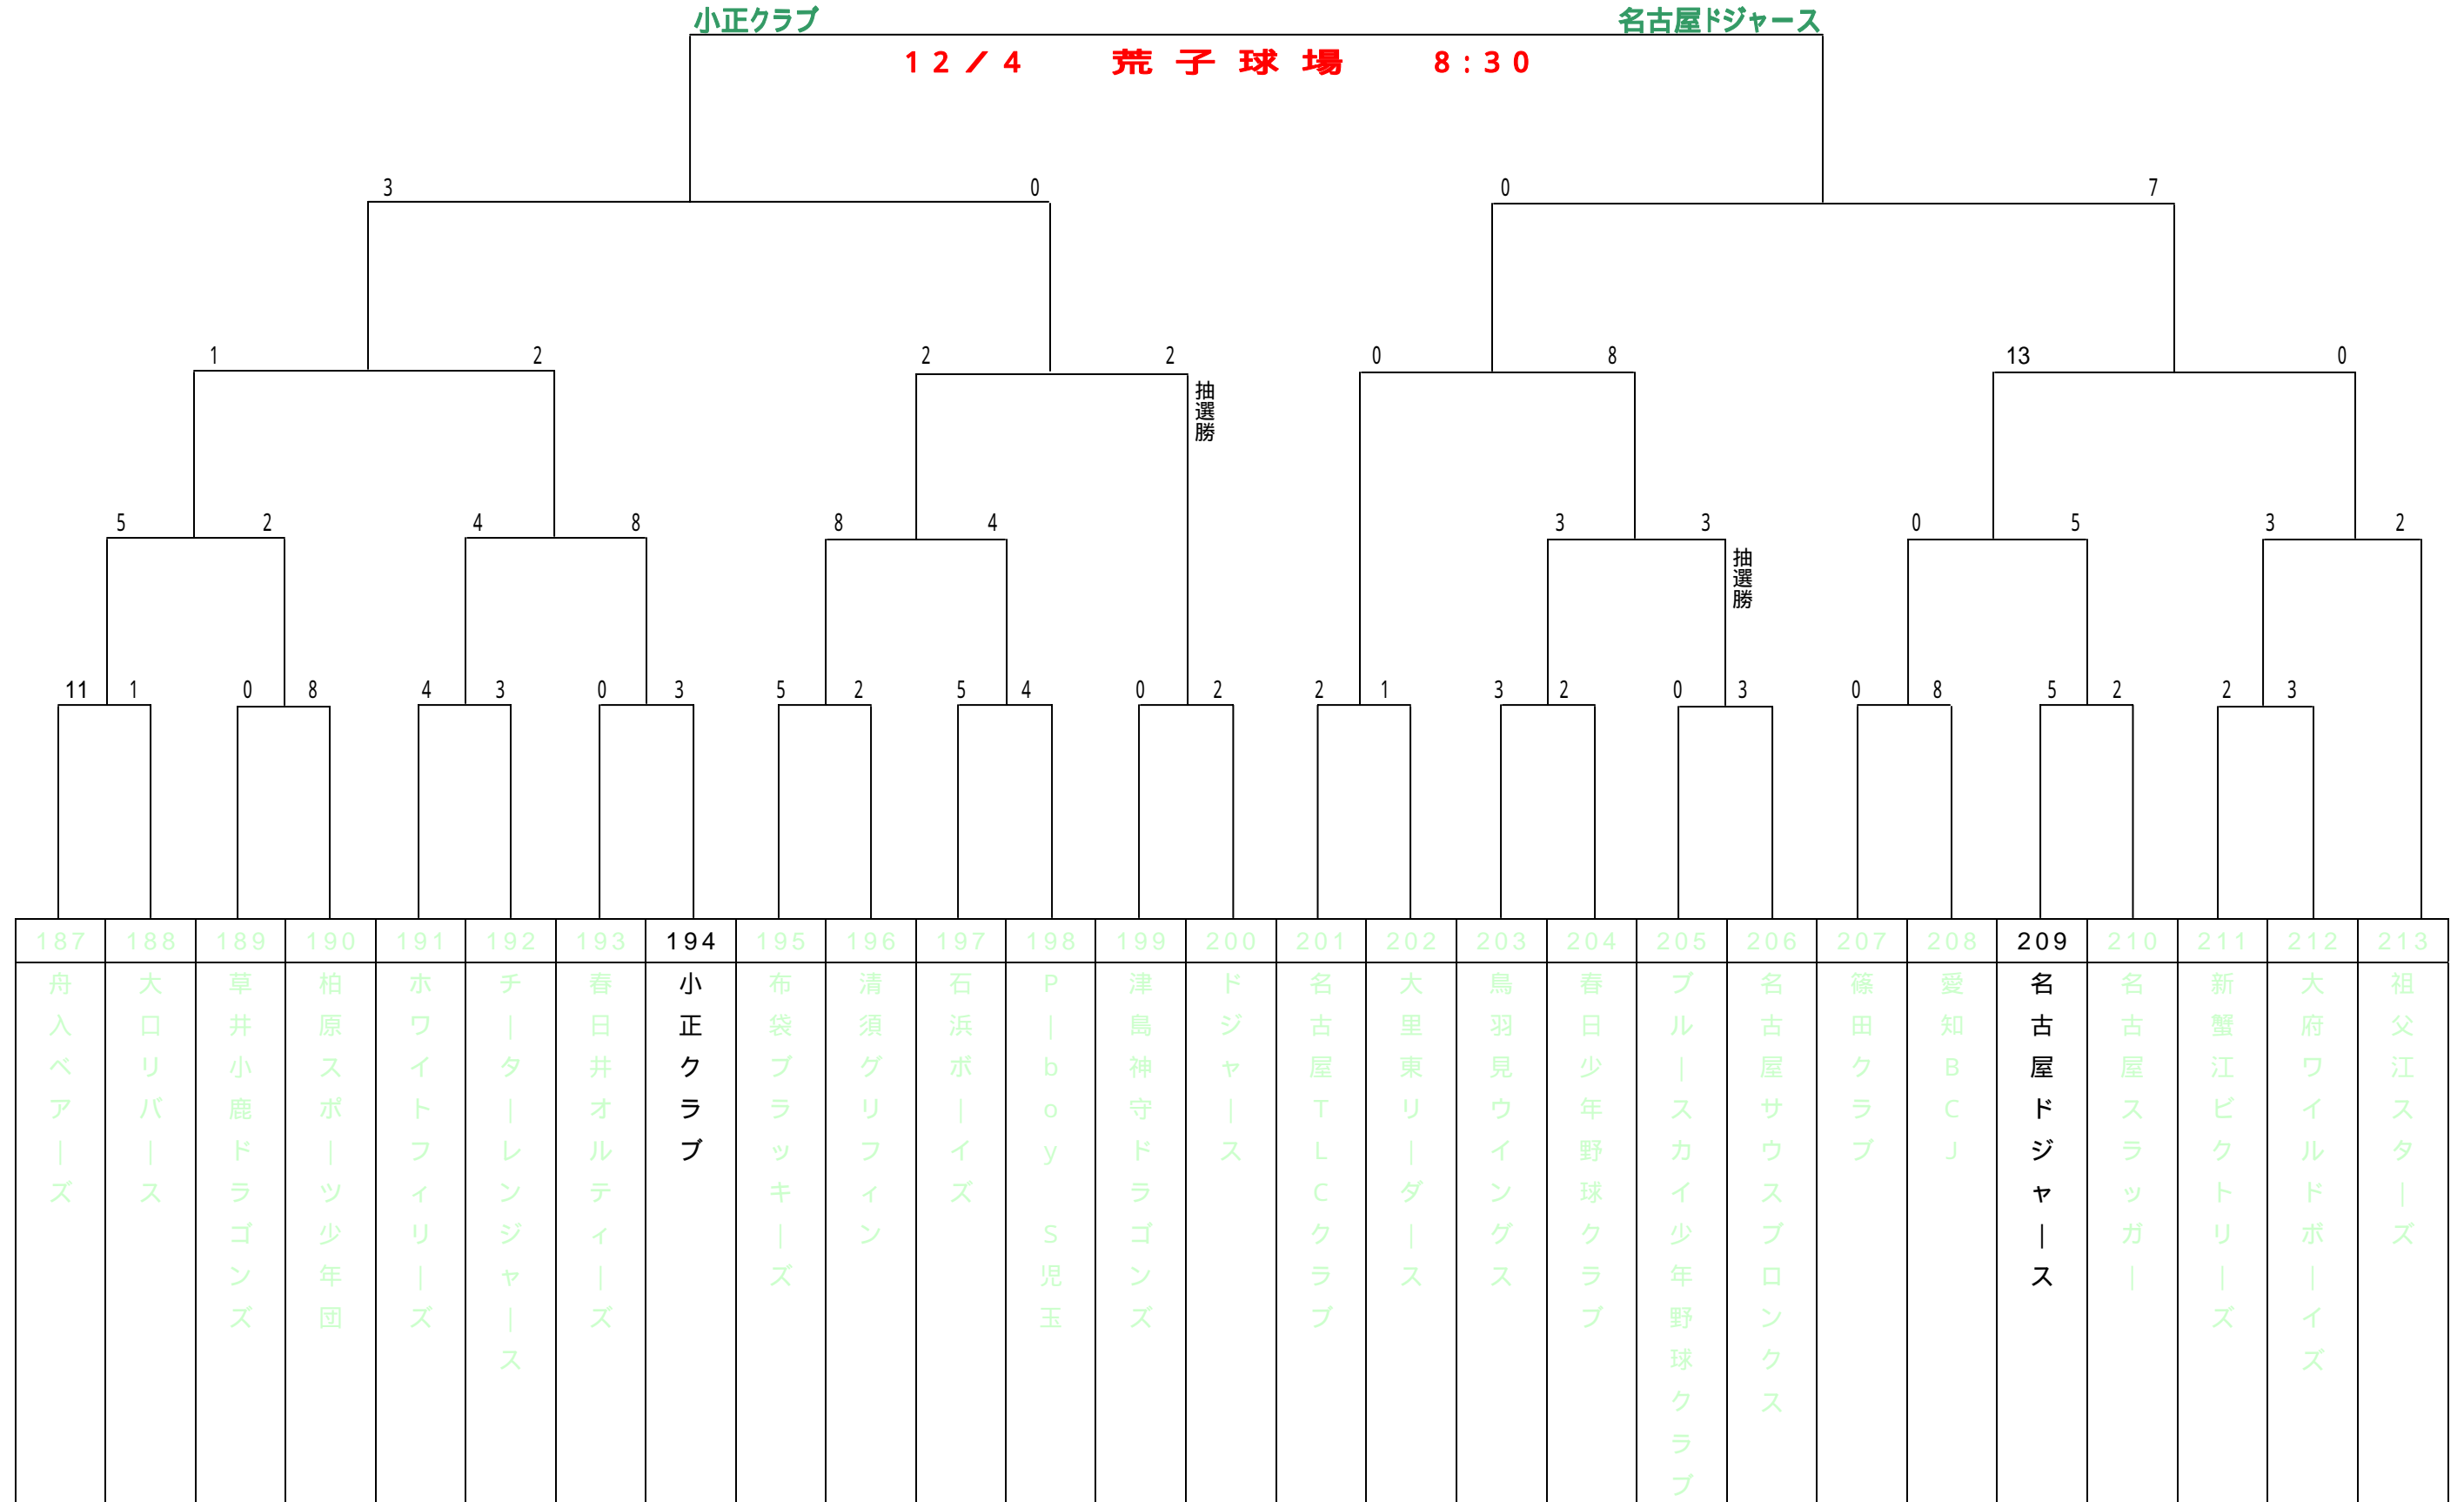 小正クラブ 名古屋ドジャース
12/4 荒子球場 8:30
3 0 0 7
1 2 2 2 0 8 13 0
抽選勝
5 2 4 8 8 4 3 3 0 5 3 2
抽選勝
11 1 0 8 4 3 0 3 5 2 5 4 0 2 2 1 3 2 0 3 0 8 5 2 2 3
187 188 189 190 191 192 193 194 195 196 197 198 199 200 201 202 203 204 205 206 207 208 209 210 211 212 213
舟入ベアーズ
大口リバース
草井小鹿ドラゴンズ
柏原スポーツ少年団
ホワイトフィリーズ
チーターレンジャース
春日井オルティーズ
小正クラブ
布袋ブラッキーズ
清須グリフィン
石浜ボーイズ
P－boy S児玉
津島神守ドラゴンズ
ドジャース
名古屋TLCクラブ
大里東リーダース
鳥羽見ウイングス
春日少年野球クラブ
ブルースカイ少年野球クラブ
名古屋サウスブロンクス
篠田クラブ
愛知BCJ
名古屋ドジャース
名古屋スラッガー
新蟹江ビクトリーズ
大府ワイルドボーイズ
祖父江スターズ